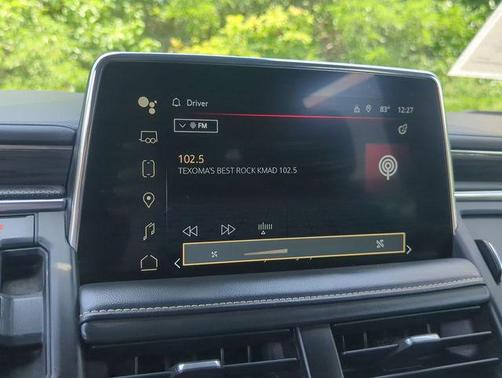 Driver
83° 12:27
FM
102.5
TEXOMA'S BEST ROCK KMAD 102.5